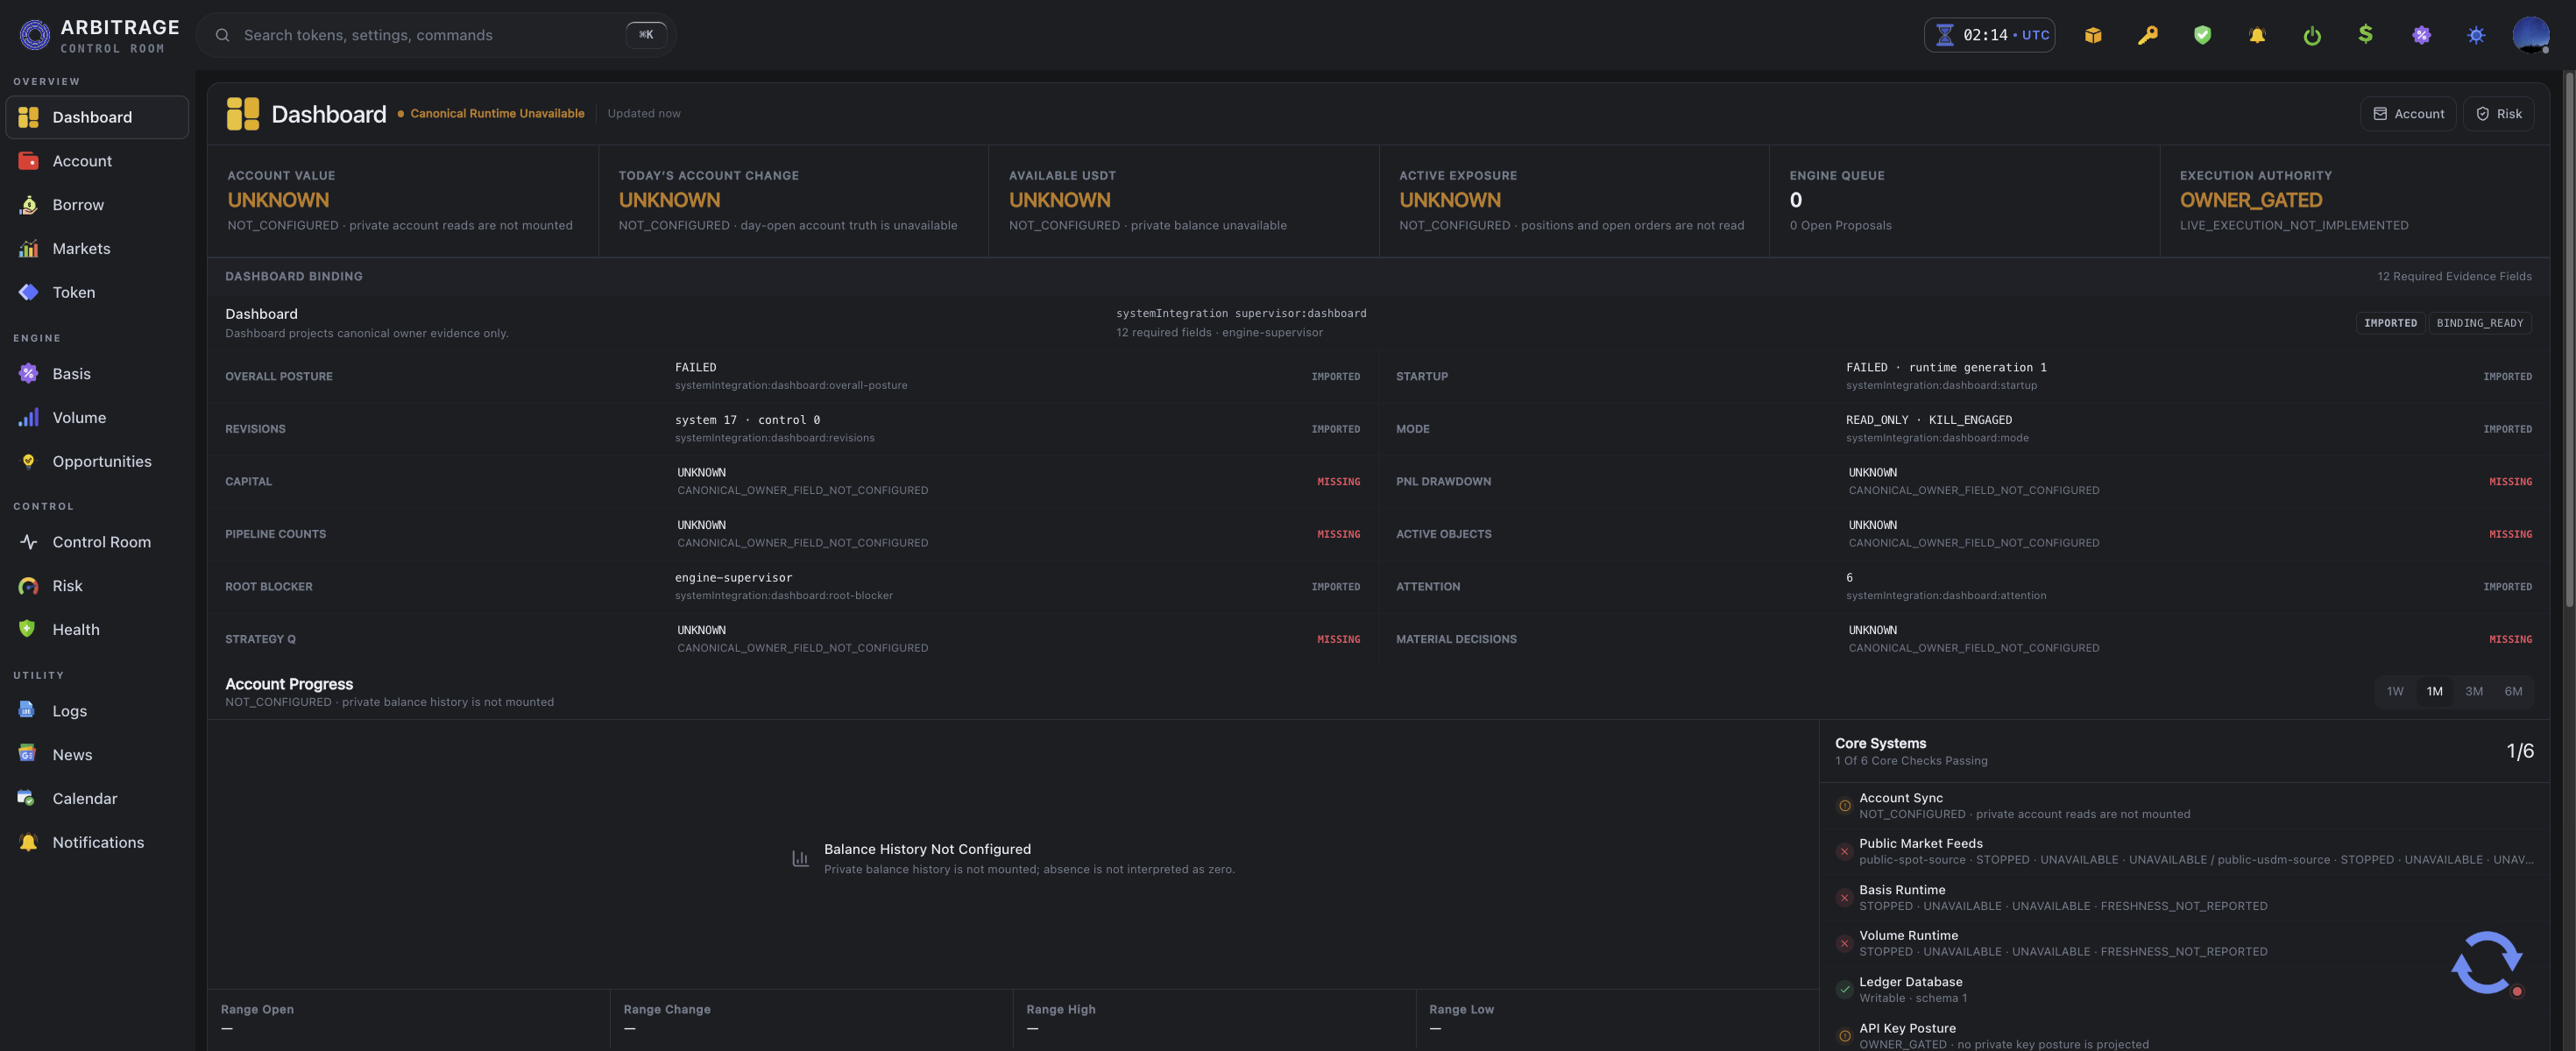 ARBITRAGE
CONTROL ROOM
Search tokens, settings, commands
⌘K
02:14 • UTC
OVERVIEW
Dashboard
Account
Borrow
Markets
Token
ENGINE
Basis
Volume
Opportunities
CONTROL
Control Room
Risk
Health
UTILITY
Logs
News
Calendar
Notifications
Dashboard
Canonical Runtime Unavailable
Updated now
Account
Risk
ACCOUNT VALUE
UNKNOWN
NOT_CONFIGURED · private account reads are not mounted
TODAY'S ACCOUNT CHANGE
UNKNOWN
NOT_CONFIGURED · day-open account truth is unavailable
AVAILABLE USDT
UNKNOWN
NOT_CONFIGURED · private balance unavailable
ACTIVE EXPOSURE
UNKNOWN
NOT_CONFIGURED · positions and open orders are not read
ENGINE QUEUE
0
0 Open Proposals
EXECUTION AUTHORITY
OWNER_GATED
LIVE_EXECUTION_NOT_IMPLEMENTED
DASHBOARD BINDING
12 Required Evidence Fields
Dashboard
Dashboard projects canonical owner evidence only.
systemIntegration supervisor:dashboard
12 required fields · engine-supervisor
IMPORTED
BINDING_READY
OVERALL POSTURE
FAILED
systemIntegration:dashboard:overall-posture
IMPORTED
STARTUP
FAILED · runtime generation 1
systemIntegration:dashboard:startup
IMPORTED
REVISIONS
system 17 · control 0
systemIntegration:dashboard:revisions
IMPORTED
MODE
READ_ONLY · KILL_ENGAGED
systemIntegration:dashboard:mode
IMPORTED
CAPITAL
UNKNOWN
CANONICAL_OWNER_FIELD_NOT_CONFIGURED
MISSING
PNL DRAWDOWN
UNKNOWN
CANONICAL_OWNER_FIELD_NOT_CONFIGURED
MISSING
PIPELINE COUNTS
UNKNOWN
CANONICAL_OWNER_FIELD_NOT_CONFIGURED
MISSING
ACTIVE OBJECTS
UNKNOWN
CANONICAL_OWNER_FIELD_NOT_CONFIGURED
MISSING
ROOT BLOCKER
engine-supervisor
systemIntegration:dashboard:root-blocker
IMPORTED
ATTENTION
6
systemIntegration:dashboard:attention
IMPORTED
STRATEGY Q
UNKNOWN
CANONICAL_OWNER_FIELD_NOT_CONFIGURED
MISSING
MATERIAL DECISIONS
UNKNOWN
CANONICAL_OWNER_FIELD_NOT_CONFIGURED
MISSING
Account Progress
NOT_CONFIGURED · private balance history is not mounted
1W
1M
3M
6M
Balance History Not Configured
Private balance history is not mounted; absence is not interpreted as zero.
Range Open
—
Range Change
—
Range High
—
Range Low
—
Core Systems
1 Of 6 Core Checks Passing
1/6
Account Sync
NOT_CONFIGURED · private account reads are not mounted
Public Market Feeds
public-spot-source · STOPPED · UNAVAILABLE · UNAVAILABLE / public-usdm-source · STOPPED · UNAVAILABLE · UNAV...
Basis Runtime
STOPPED · UNAVAILABLE · UNAVAILABLE · FRESHNESS_NOT_REPORTED
Volume Runtime
STOPPED · UNAVAILABLE · UNAVAILABLE · FRESHNESS_NOT_REPORTED
Ledger Database
Writable · schema 1
API Key Posture
OWNER_GATED · no private key posture is projected